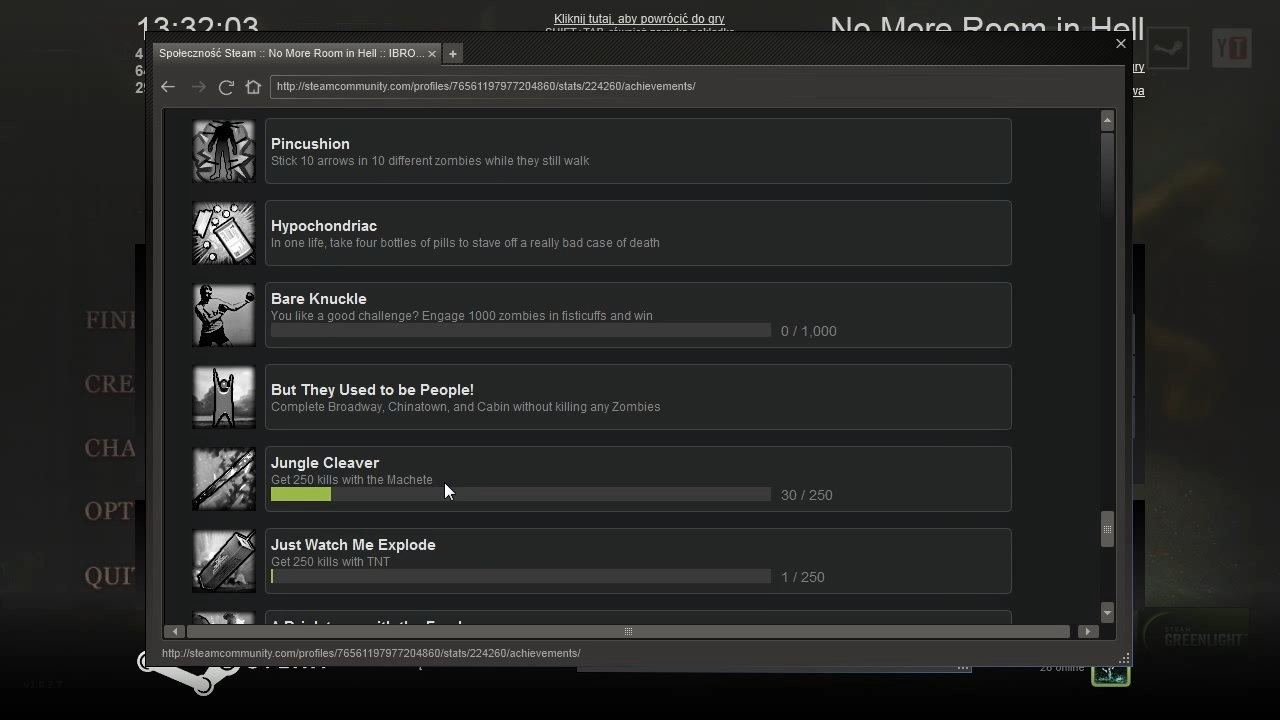 13:32:03
Kliknij tutaj, aby powrócić do gry
No More Room in Hell
Społeczność Steam :: No More Room in Hell :: IBRO...
http://steamcommunity.com/profiles/76561197977204860/stats/224260/achievements/
Pincushion
Stick 10 arrows in 10 different zombies while they still walk
Hypochondriac
In one life, take four bottles of pills to stave off a really bad case of death
Bare Knuckle
You like a good challenge? Engage 1000 zombies in fisticuffs and win
0 / 1,000
But They Used to be People!
Complete Broadway, Chinatown, and Cabin without killing any Zombies
Jungle Cleaver
Get 250 kills with the Machete
30 / 250
Just Watch Me Explode
Get 250 kills with TNT
1 / 250
http://steamcommunity.com/profiles/76561197977204860/stats/224260/achievements/
CRE
CHA
OPT
QUI
STEAM
GREENLIGHT
YT